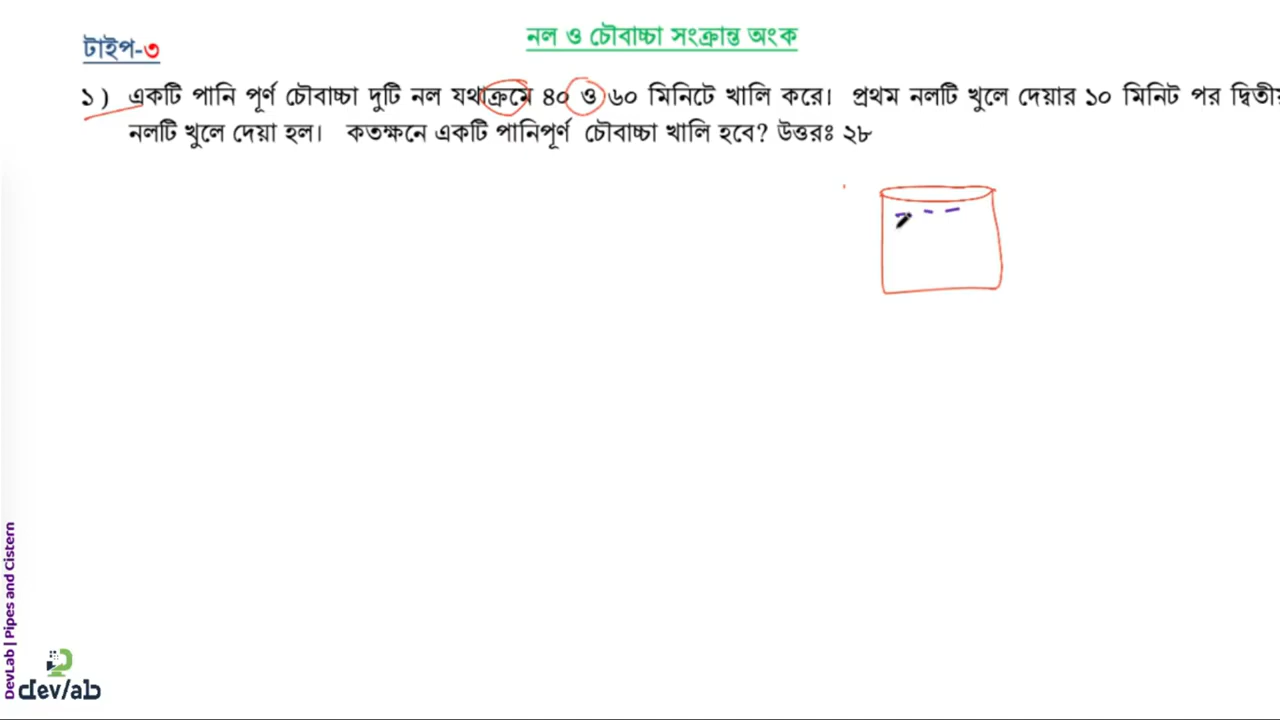 নল ও চৌবাচ্চা সংক্রান্ত অংক
টাইপ-৩
১ ) একটি পানি পূর্ণ চৌবাচ্চা দুটি নল যথাক্রমে ৪০ ও ৬০ মিনিটে খালি করে। প্রথম নলটি খুলে দেয়ার ১০ মিনিট পর দ্বিতীয়
নলটি খুলে দেয়া হল। কতক্ষনে একটি পানিপূর্ণ চৌবাচ্চা খালি হবে? উত্তরঃ ২৮
DevLab | Pipes and Cistern
dev/ab